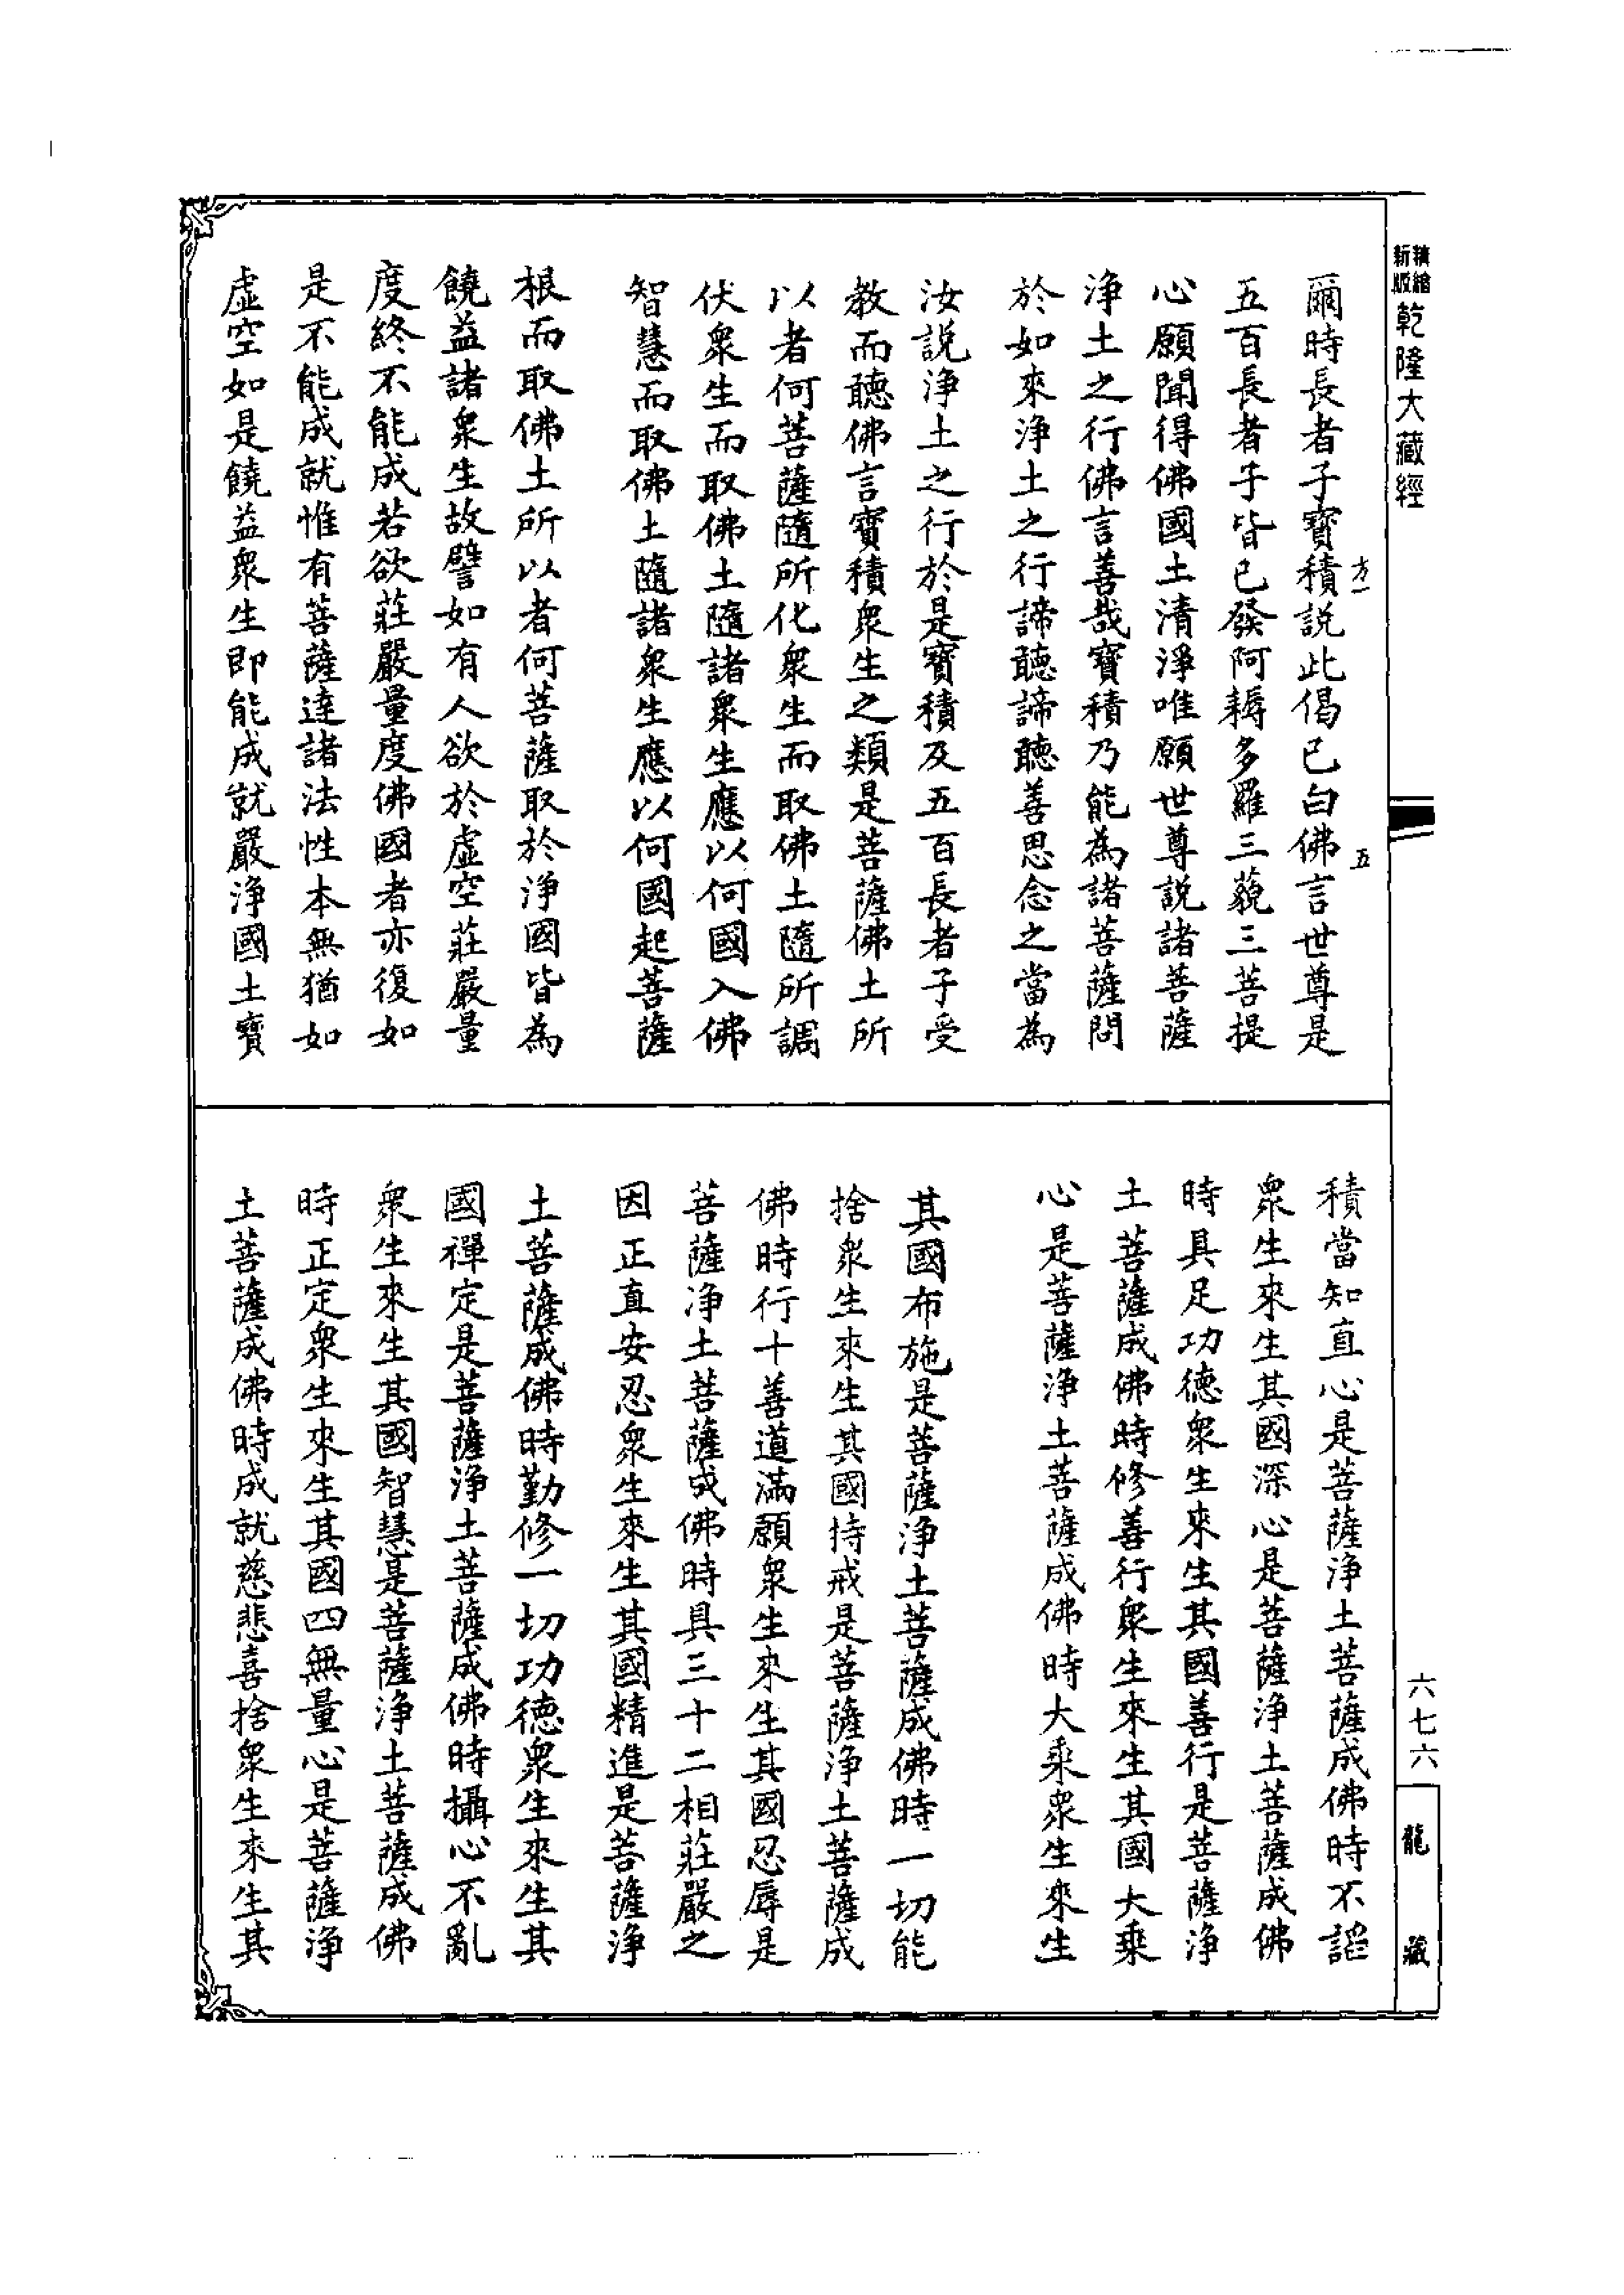 精繕新版
乾隆大藏經
方一
五
爾時長者子寶積説此偈已白佛言世尊是
五百長者子皆已發阿耨多羅三藐三菩提
心願聞得佛國土清淨唯願世尊説諸菩薩
淨土之行佛言善哉寶積乃能為諸菩薩問
於如來淨土之行諦聽諦聽善思念之當為
汝説淨土之行於是寶積及五百長者子受
教而聽佛言寶積衆生之類是菩薩佛土所
以者何菩薩隨所化衆生而取佛土隨所調
伏衆生而取佛土隨諸衆生應以何國入佛
智慧而取佛土隨諸衆生應以何國起菩薩
根而取佛土所以者何菩薩取於淨國皆為
饒益諸衆生故譬如有人欲於虛空莊嚴量
度終不能成若欲莊嚴量度佛國者亦復如
是不能成就惟有菩薩達諸法性本無猶如
虛空如是饒益衆生即能成就嚴淨國土寶
積當知直心是菩薩淨土菩薩成佛時不諂
衆生來生其國深心是菩薩淨土菩薩成佛
時具足功德衆生來生其國善行是菩薩淨
土菩薩成佛時修善行衆生來生其國大乘
心是菩薩淨土菩薩成佛時大乘衆生來生
其國布施是菩薩淨土菩薩成佛時一切能
捨衆生來生其國持戒是菩薩淨土菩薩成
佛時行十善道滿願衆生來生其國忍辱是
菩薩淨土菩薩成佛時具三十二相莊嚴之
因正直安忍衆生來生其國精進是菩薩淨
土菩薩成佛時勤修一切功德衆生來生其
國禪定是菩薩淨土菩薩成佛時攝心不亂
衆生來生其國智慧是菩薩淨土菩薩成佛
時正定衆生來生其國四無量心是菩薩淨
土菩薩成佛時成就慈悲喜捨衆生來生其
六七六
龍藏